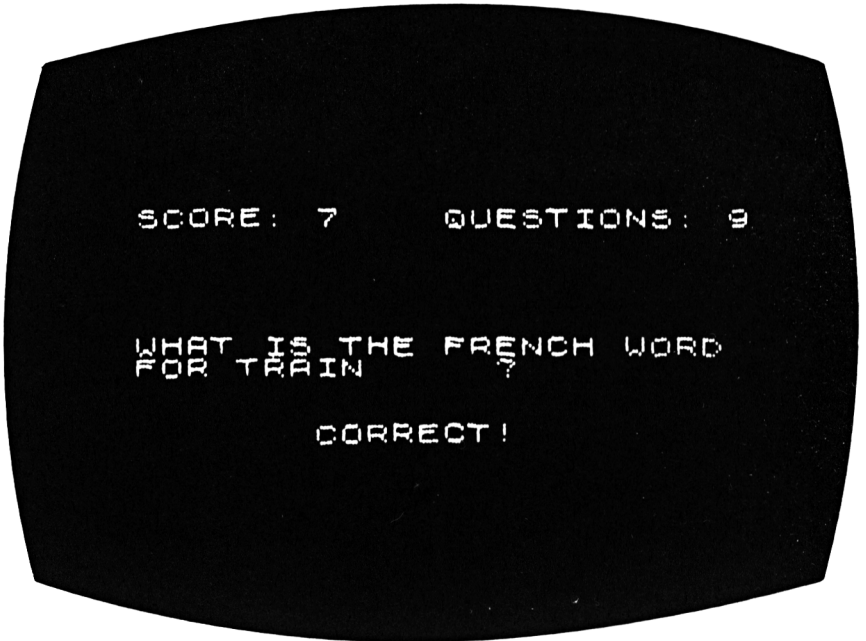 SCORE: 7 QUESTIONS: 9
WHAT IS THE FRENCH WORD
FOR TRAIN ?
CORRECT!